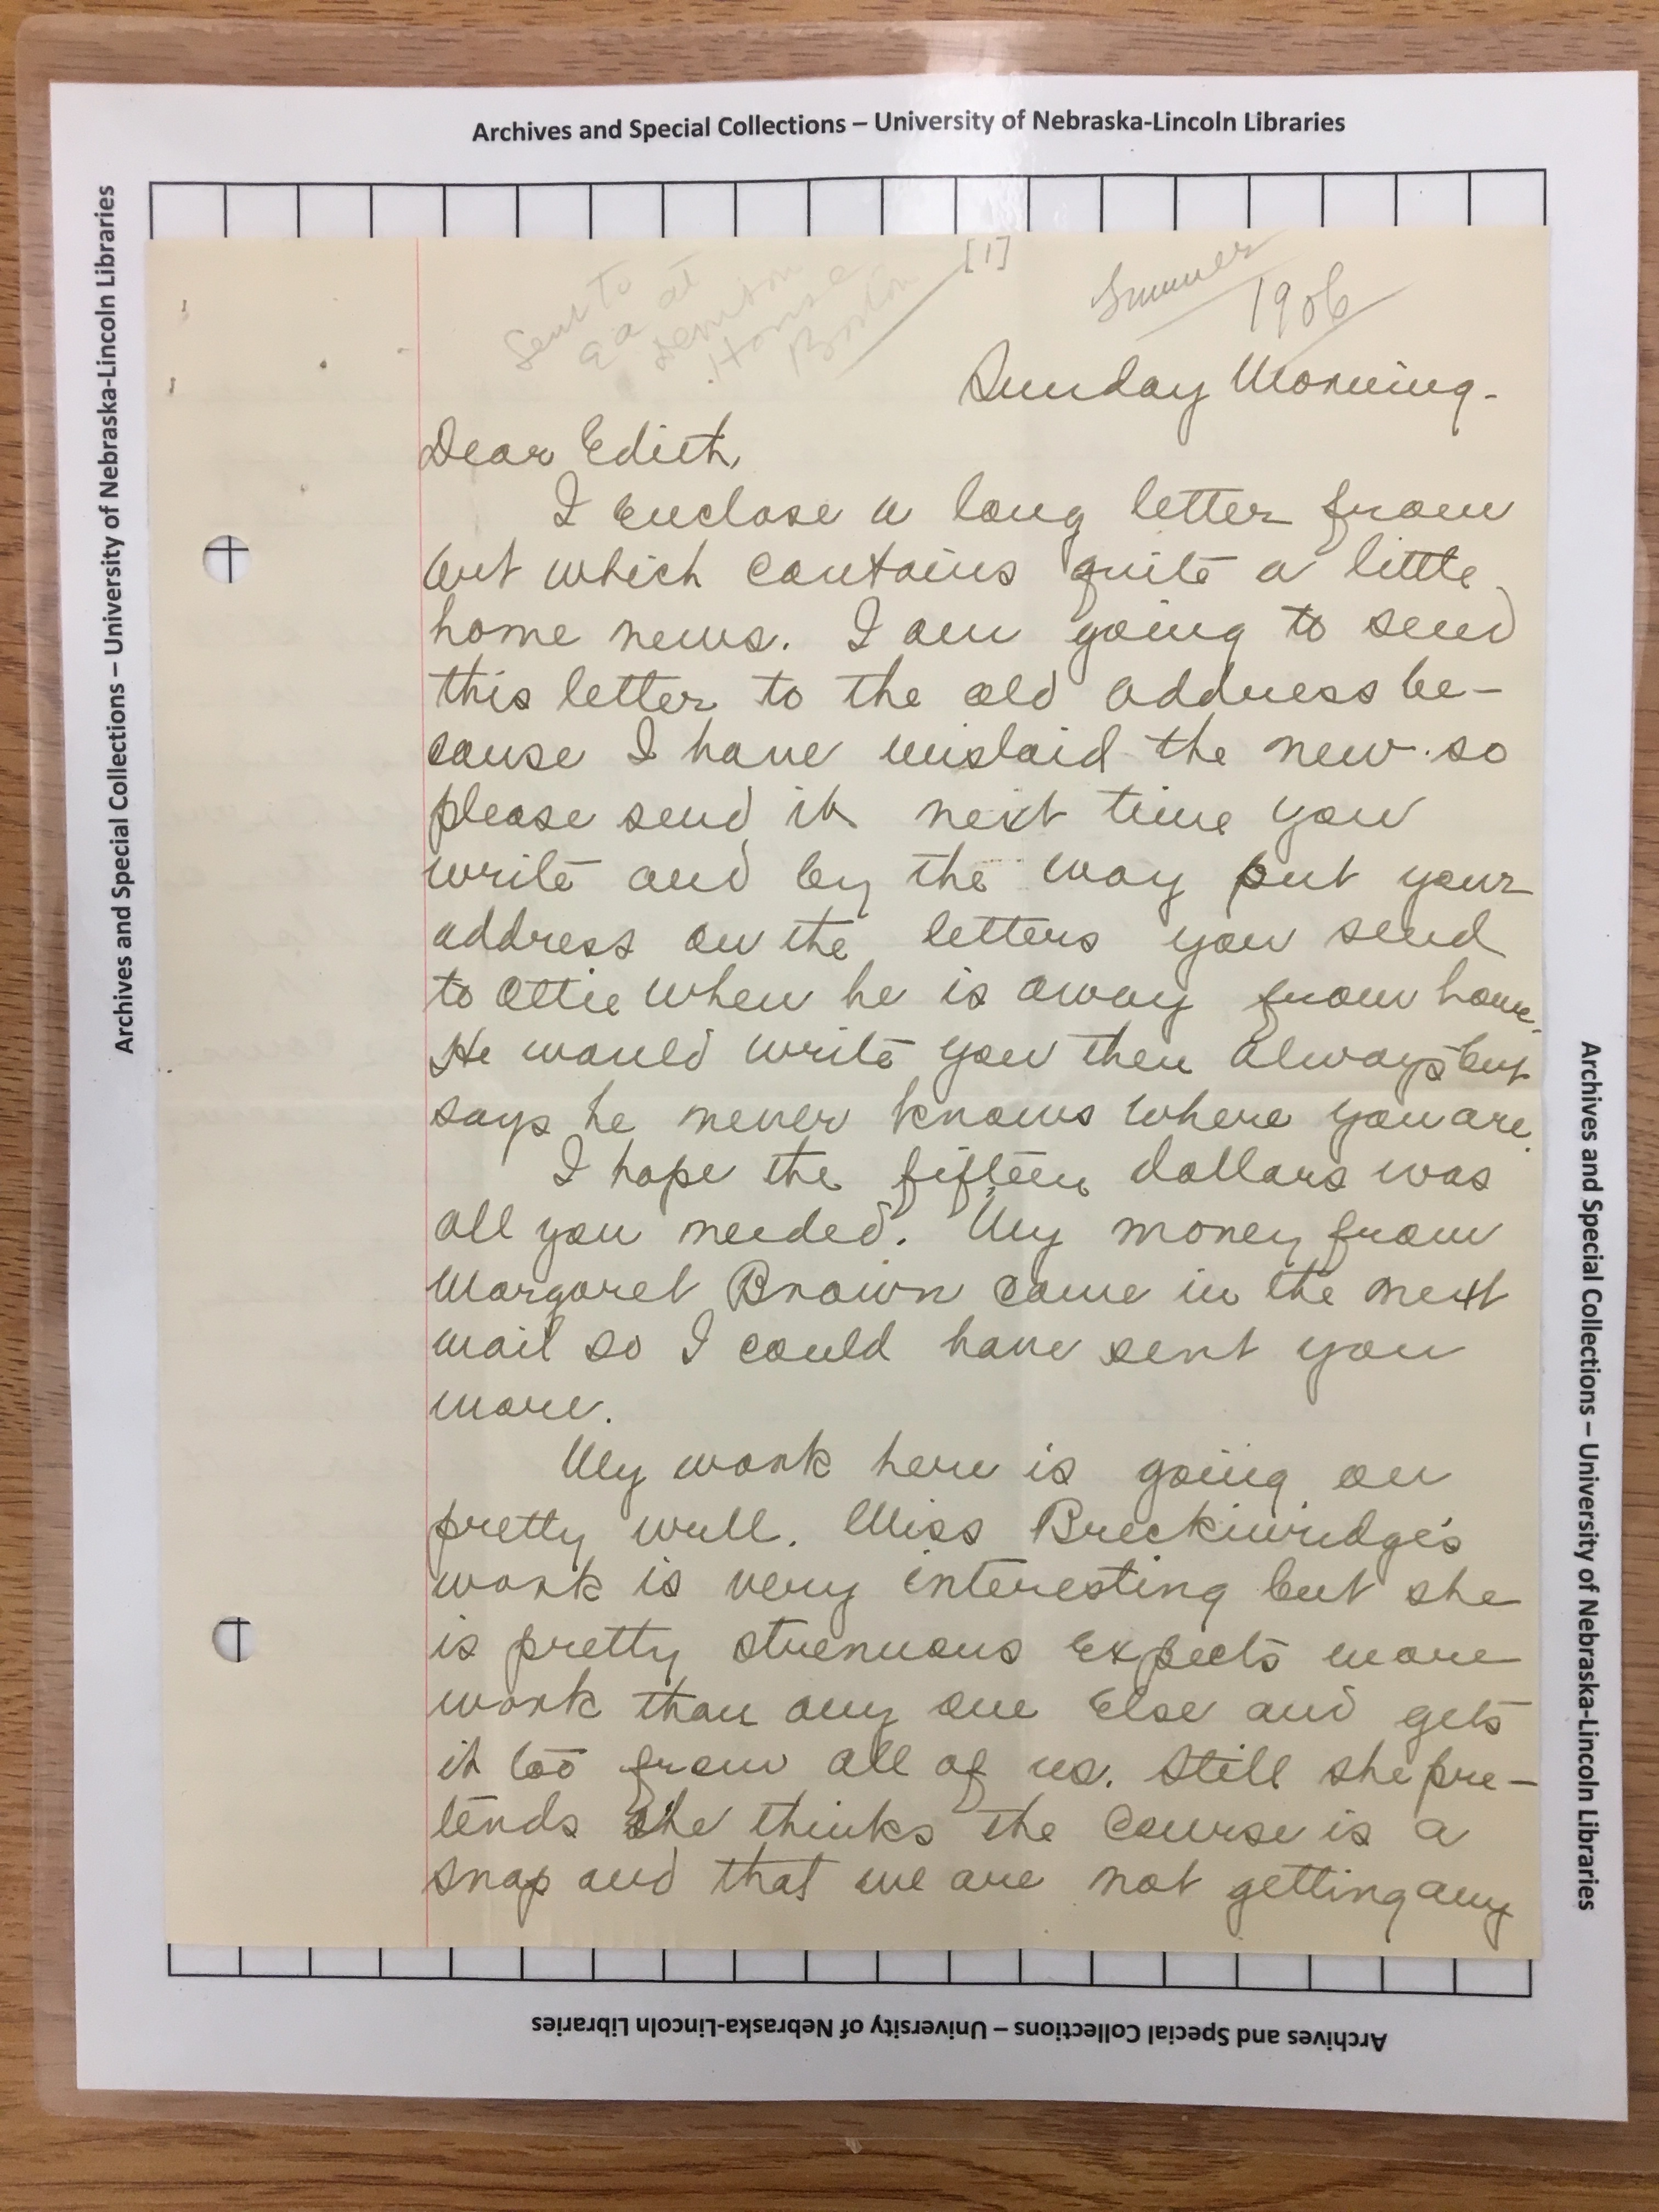 Archives and Special Collections – University of Nebraska-Lincoln Libraries
Archives and Special Collections – University of Nebraska-Lincoln Libraries
[1]
Sent to
Ea at
Denison
House
Boston
Summer
1906
Sunday Morning.
Dear Edith,
I enclose a long letter from
but which contains quite a little
home news. I am going to send
this letter to the old address be-
cause I have mislaid the new so
please send it next time you
write and by the way put your
address on the letters you send
to Ottie when he is away from home.
He would write you then always but
says he never knows where you are.
I hope the fifteen dollars was
all you needed. My money from
Margaret Brown came in the next
mail so I could have sent you
more.
My work here is going on
pretty well. Miss Breckinridge's
work is very interesting but she
is pretty strenuous expects more
work than any one else and gets
it too from all of us. Still she pre-
tends she thinks the course is a
snap and that we are not getting any
Archives and Special Collections – University of Nebraska-Lincoln Libraries
Archives and Special Collections – University of Nebraska-Lincoln Libraries